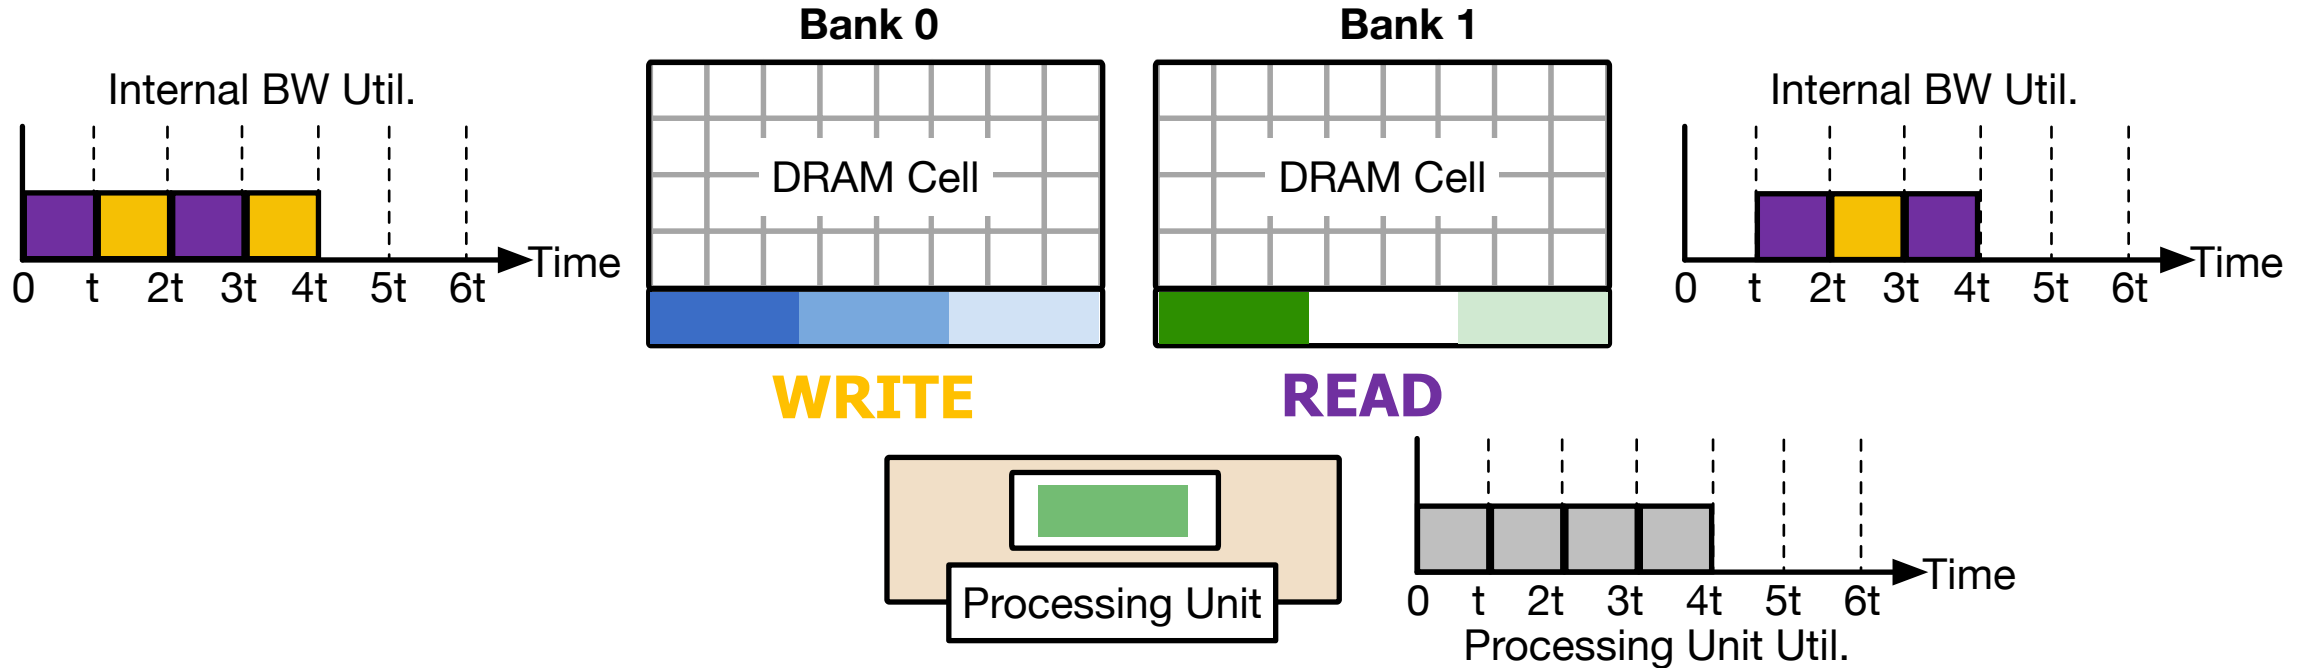 Bank 0
Bank 1
Internal BW Util.
Internal BW Util.
DRAM Cell
DRAM Cell
Time
0 t 2t 3t 4t 5t 6t
Time
0 t 2t 3t 4t 5t 6t
WRITE
READ
Processing Unit
Time
0 t 2t 3t 4t 5t 6t
Processing Unit Util.